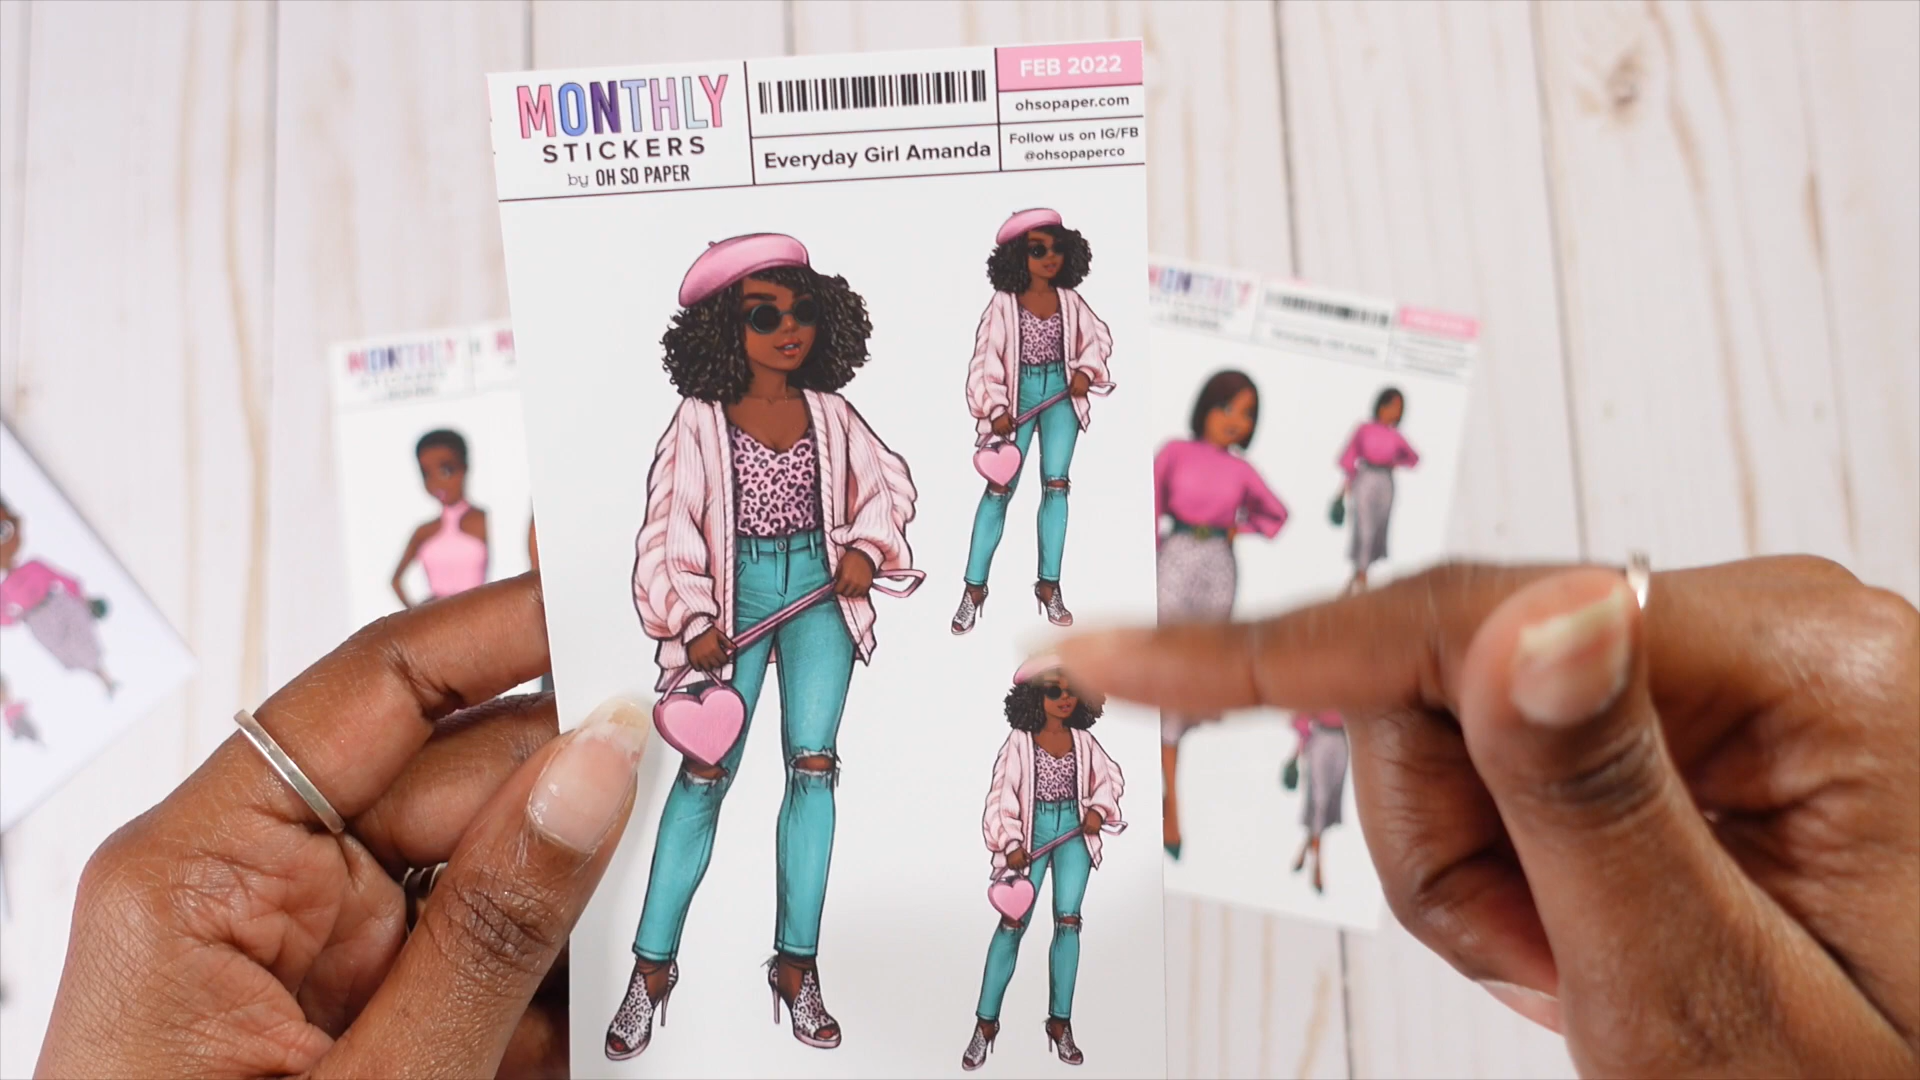 MONTHLY
STICKERS
by OH SO PAPER
Everyday Girl Amanda
FEB 2022
ohsopaper.com
Follow us on IG/FB
@ohsopaperco
MONTHLY
STICKERS
MONTHLY